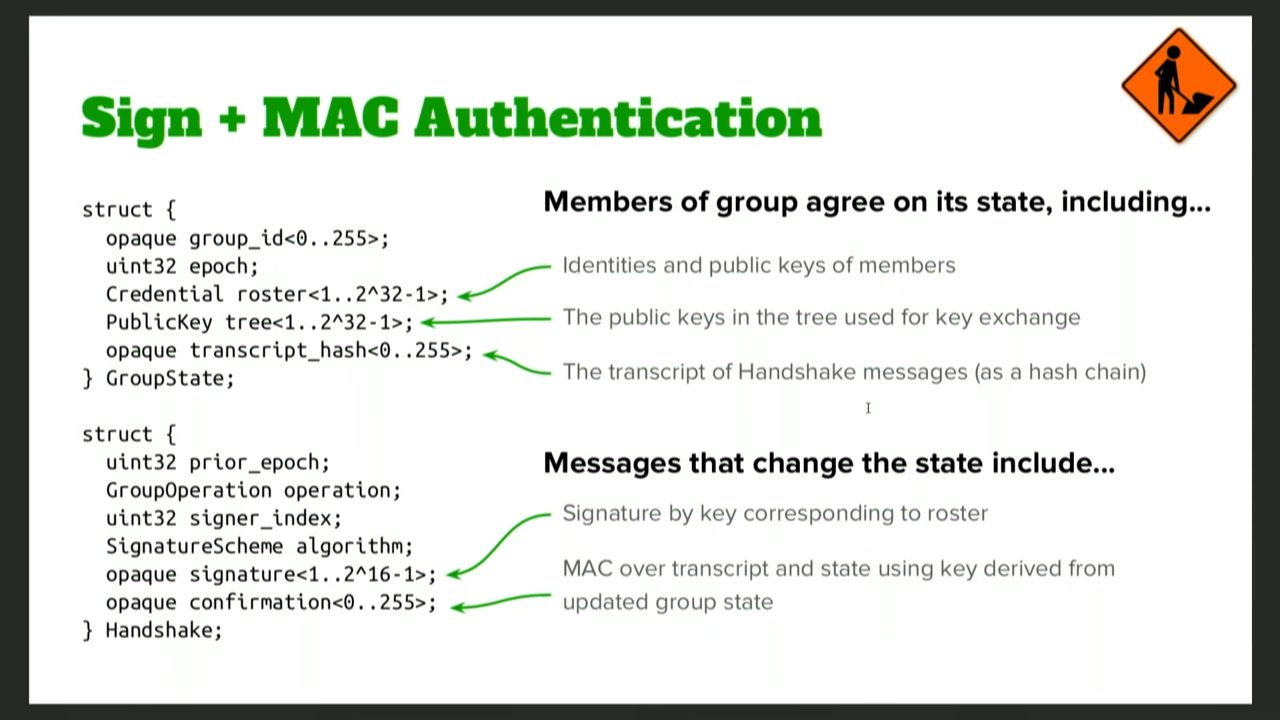 Sign + MAC Authentication
struct {
opaque group_id<0..255>;
uint32 epoch;
Credential roster<1..2^32-1>;
PublicKey tree<1..2^32-1>;
opaque transcript_hash<0..255>;
} GroupState;
Members of group agree on its state, including...
Identities and public keys of members
The public keys in the tree used for key exchange
The transcript of Handshake messages (as a hash chain)
struct {
uint32 prior_epoch;
GroupOperation operation;
uint32 signer_index;
SignatureScheme algorithm;
opaque signature<1..2^16-1>;
opaque confirmation<0..255>;
} Handshake;
Messages that change the state include...
Signature by key corresponding to roster
MAC over transcript and state using key derived from
updated group state